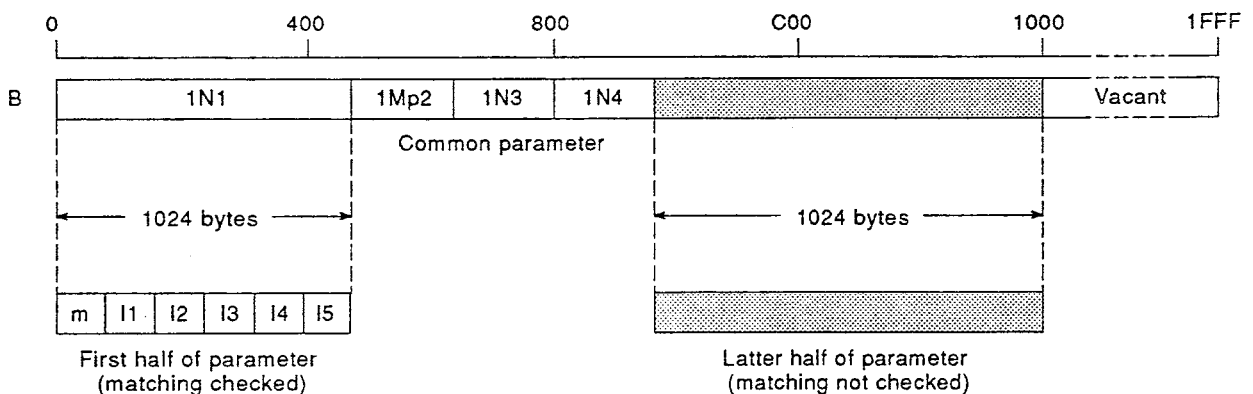 0 400 800 C00 1000 1FFF
B 1N1 1Mp2 1N3 1N4 Vacant
Common parameter
1024 bytes 1024 bytes
m I1 I2 I3 I4 I5
First half of parameter Latter half of parameter
(matching checked) (matching not checked)